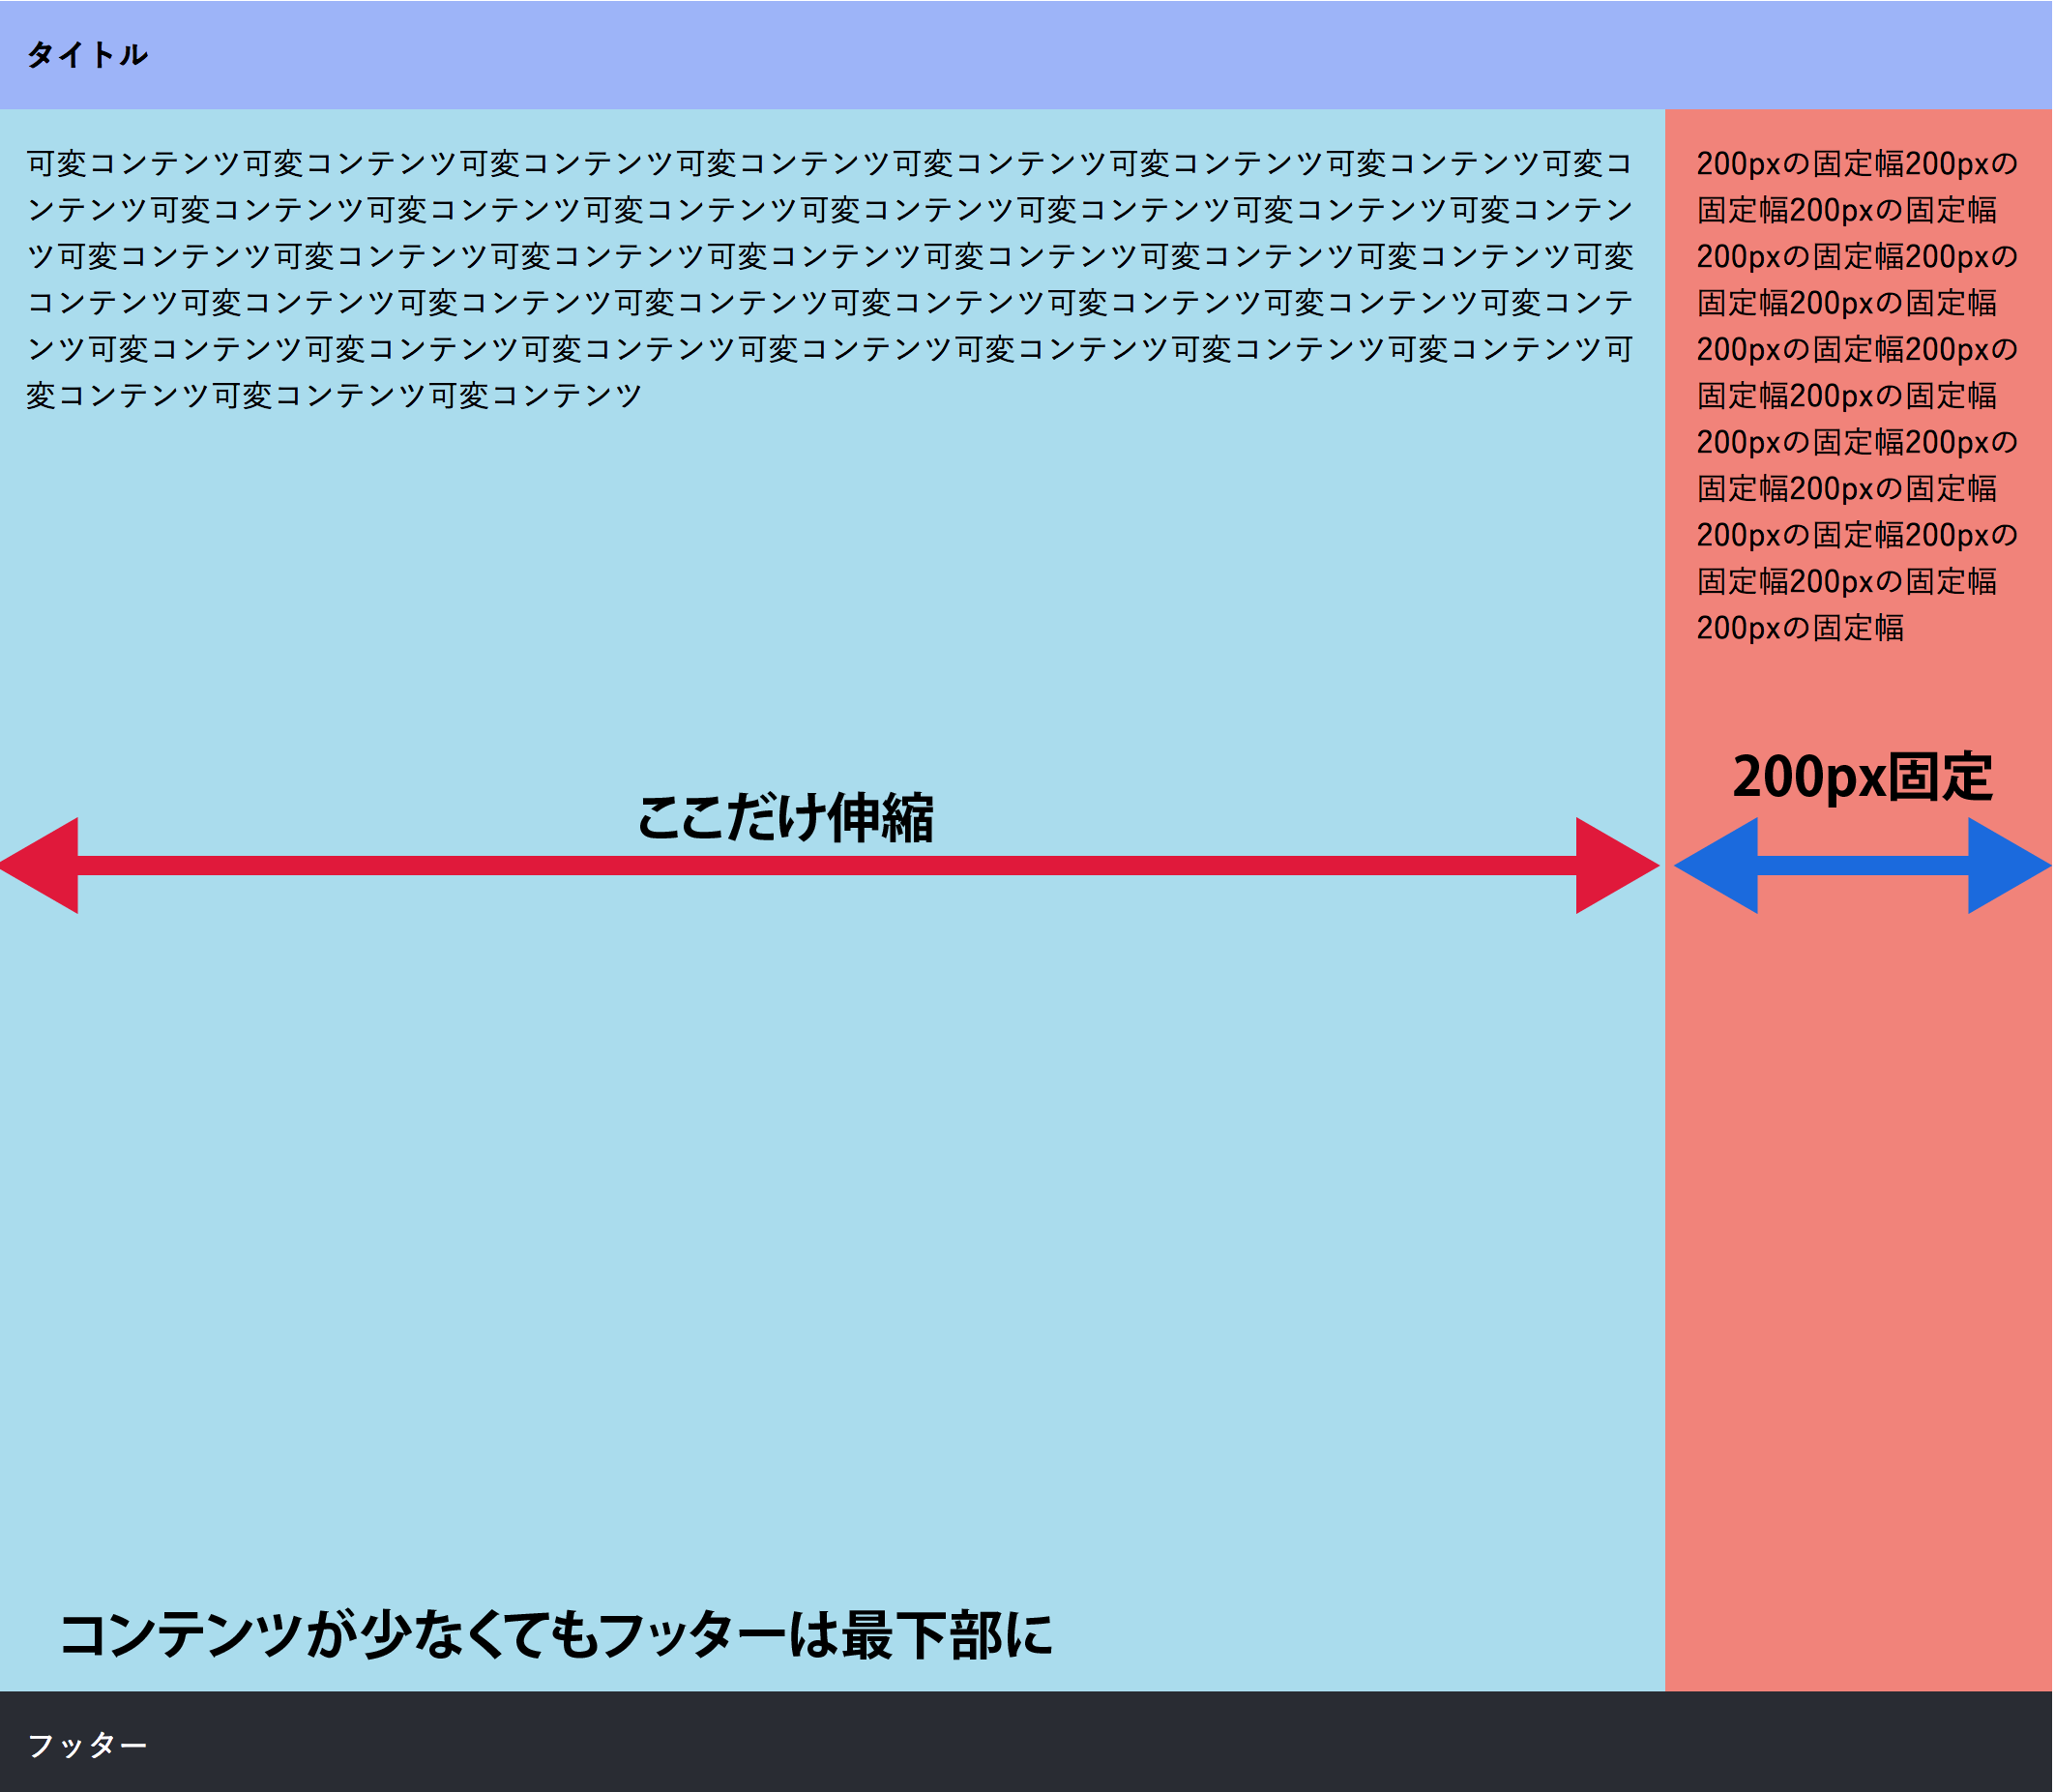 タイトル
可変コンテンツ可変コンテンツ可変コンテンツ可変コンテンツ可変コンテンツ可変コンテンツ可変コンテンツ可変コ
ンテンツ可変コンテンツ可変コンテンツ可変コンテンツ可変コンテンツ可変コンテンツ可変コンテンツ可変コンテン
ツ可変コンテンツ可変コンテンツ可変コンテンツ可変コンテンツ可変コンテンツ可変コンテンツ可変コンテンツ可変
コンテンツ可変コンテンツ可変コンテンツ可変コンテンツ可変コンテンツ可変コンテンツ可変コンテンツ可変コンテ
ンツ可変コンテンツ可変コンテンツ可変コンテンツ可変コンテンツ可変コンテンツ可変コンテンツ可変コンテンツ可
変コンテンツ可変コンテンツ可変コンテンツ
200pxの固定幅200pxの
固定幅200pxの固定幅
200pxの固定幅200pxの
固定幅200pxの固定幅
200pxの固定幅200pxの
固定幅200pxの固定幅
200pxの固定幅200pxの
固定幅200pxの固定幅
200pxの固定幅200pxの
固定幅200pxの固定幅
200pxの固定幅
ここだけ伸縮
200px固定
コンテンツが少なくてもフッターは最下部に
フッター